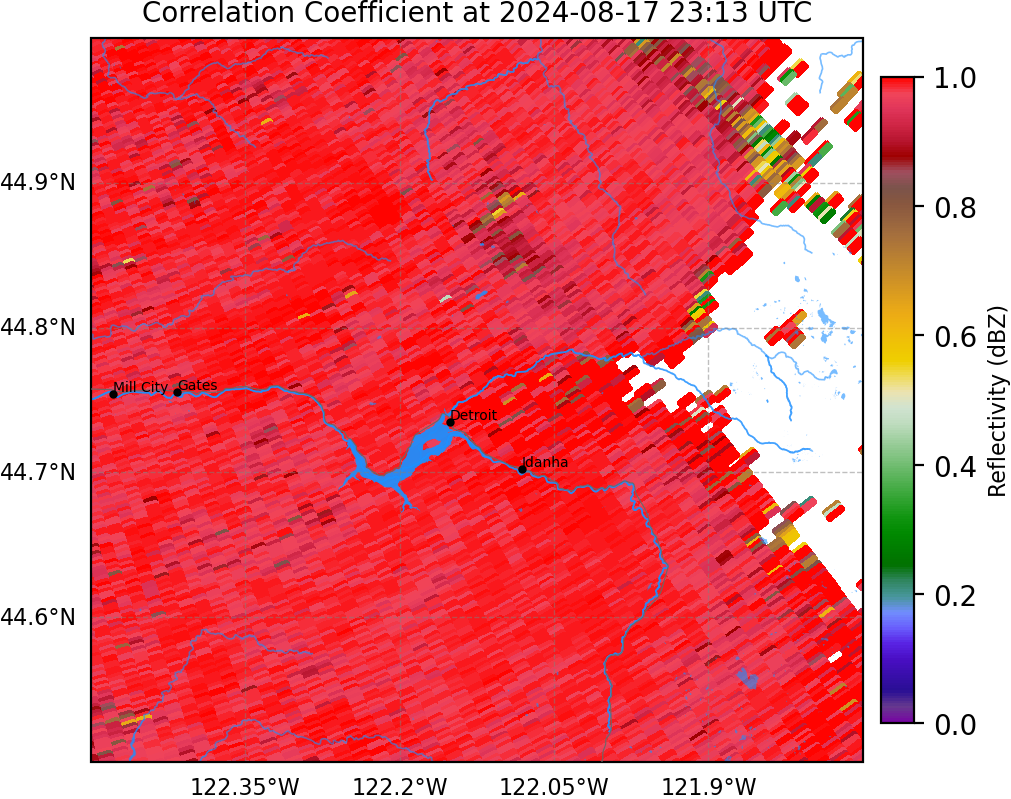 Correlation Coefficient at 2024-08-17 23:13 UTC
1.0
44.9°N
0.8
44.8°N
0.6
Mill City
Gates
Detroit
Idanha
44.7°N
0.4
Reflectivity (dBZ)
44.6°N
0.2
0.0
122.35°W 122.2°W 122.05°W 121.9°W